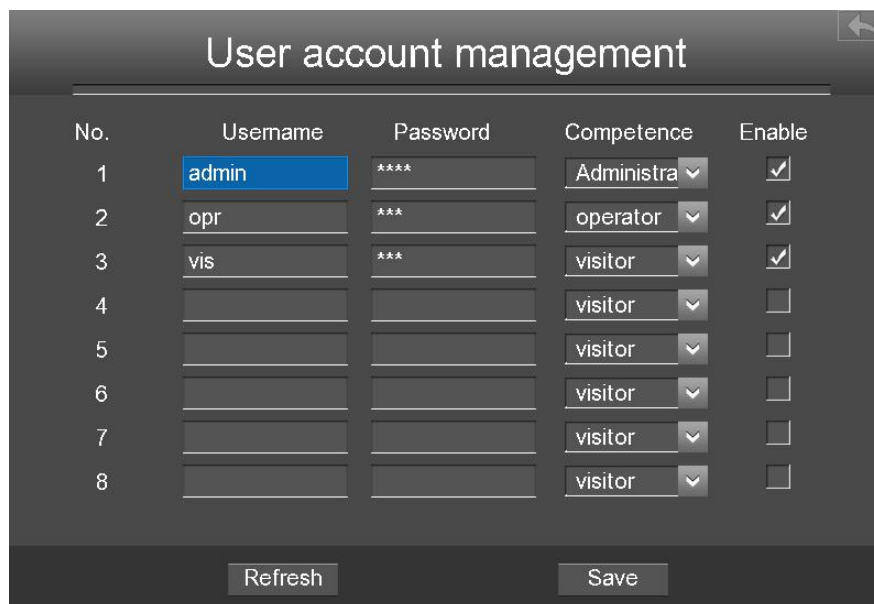 User account management
No. Username Password Competence Enable
1 admin **** Administra
2 opr *** operator
3 vis *** visitor
4 visitor
5 visitor
6 visitor
7 visitor
8 visitor
Refresh Save